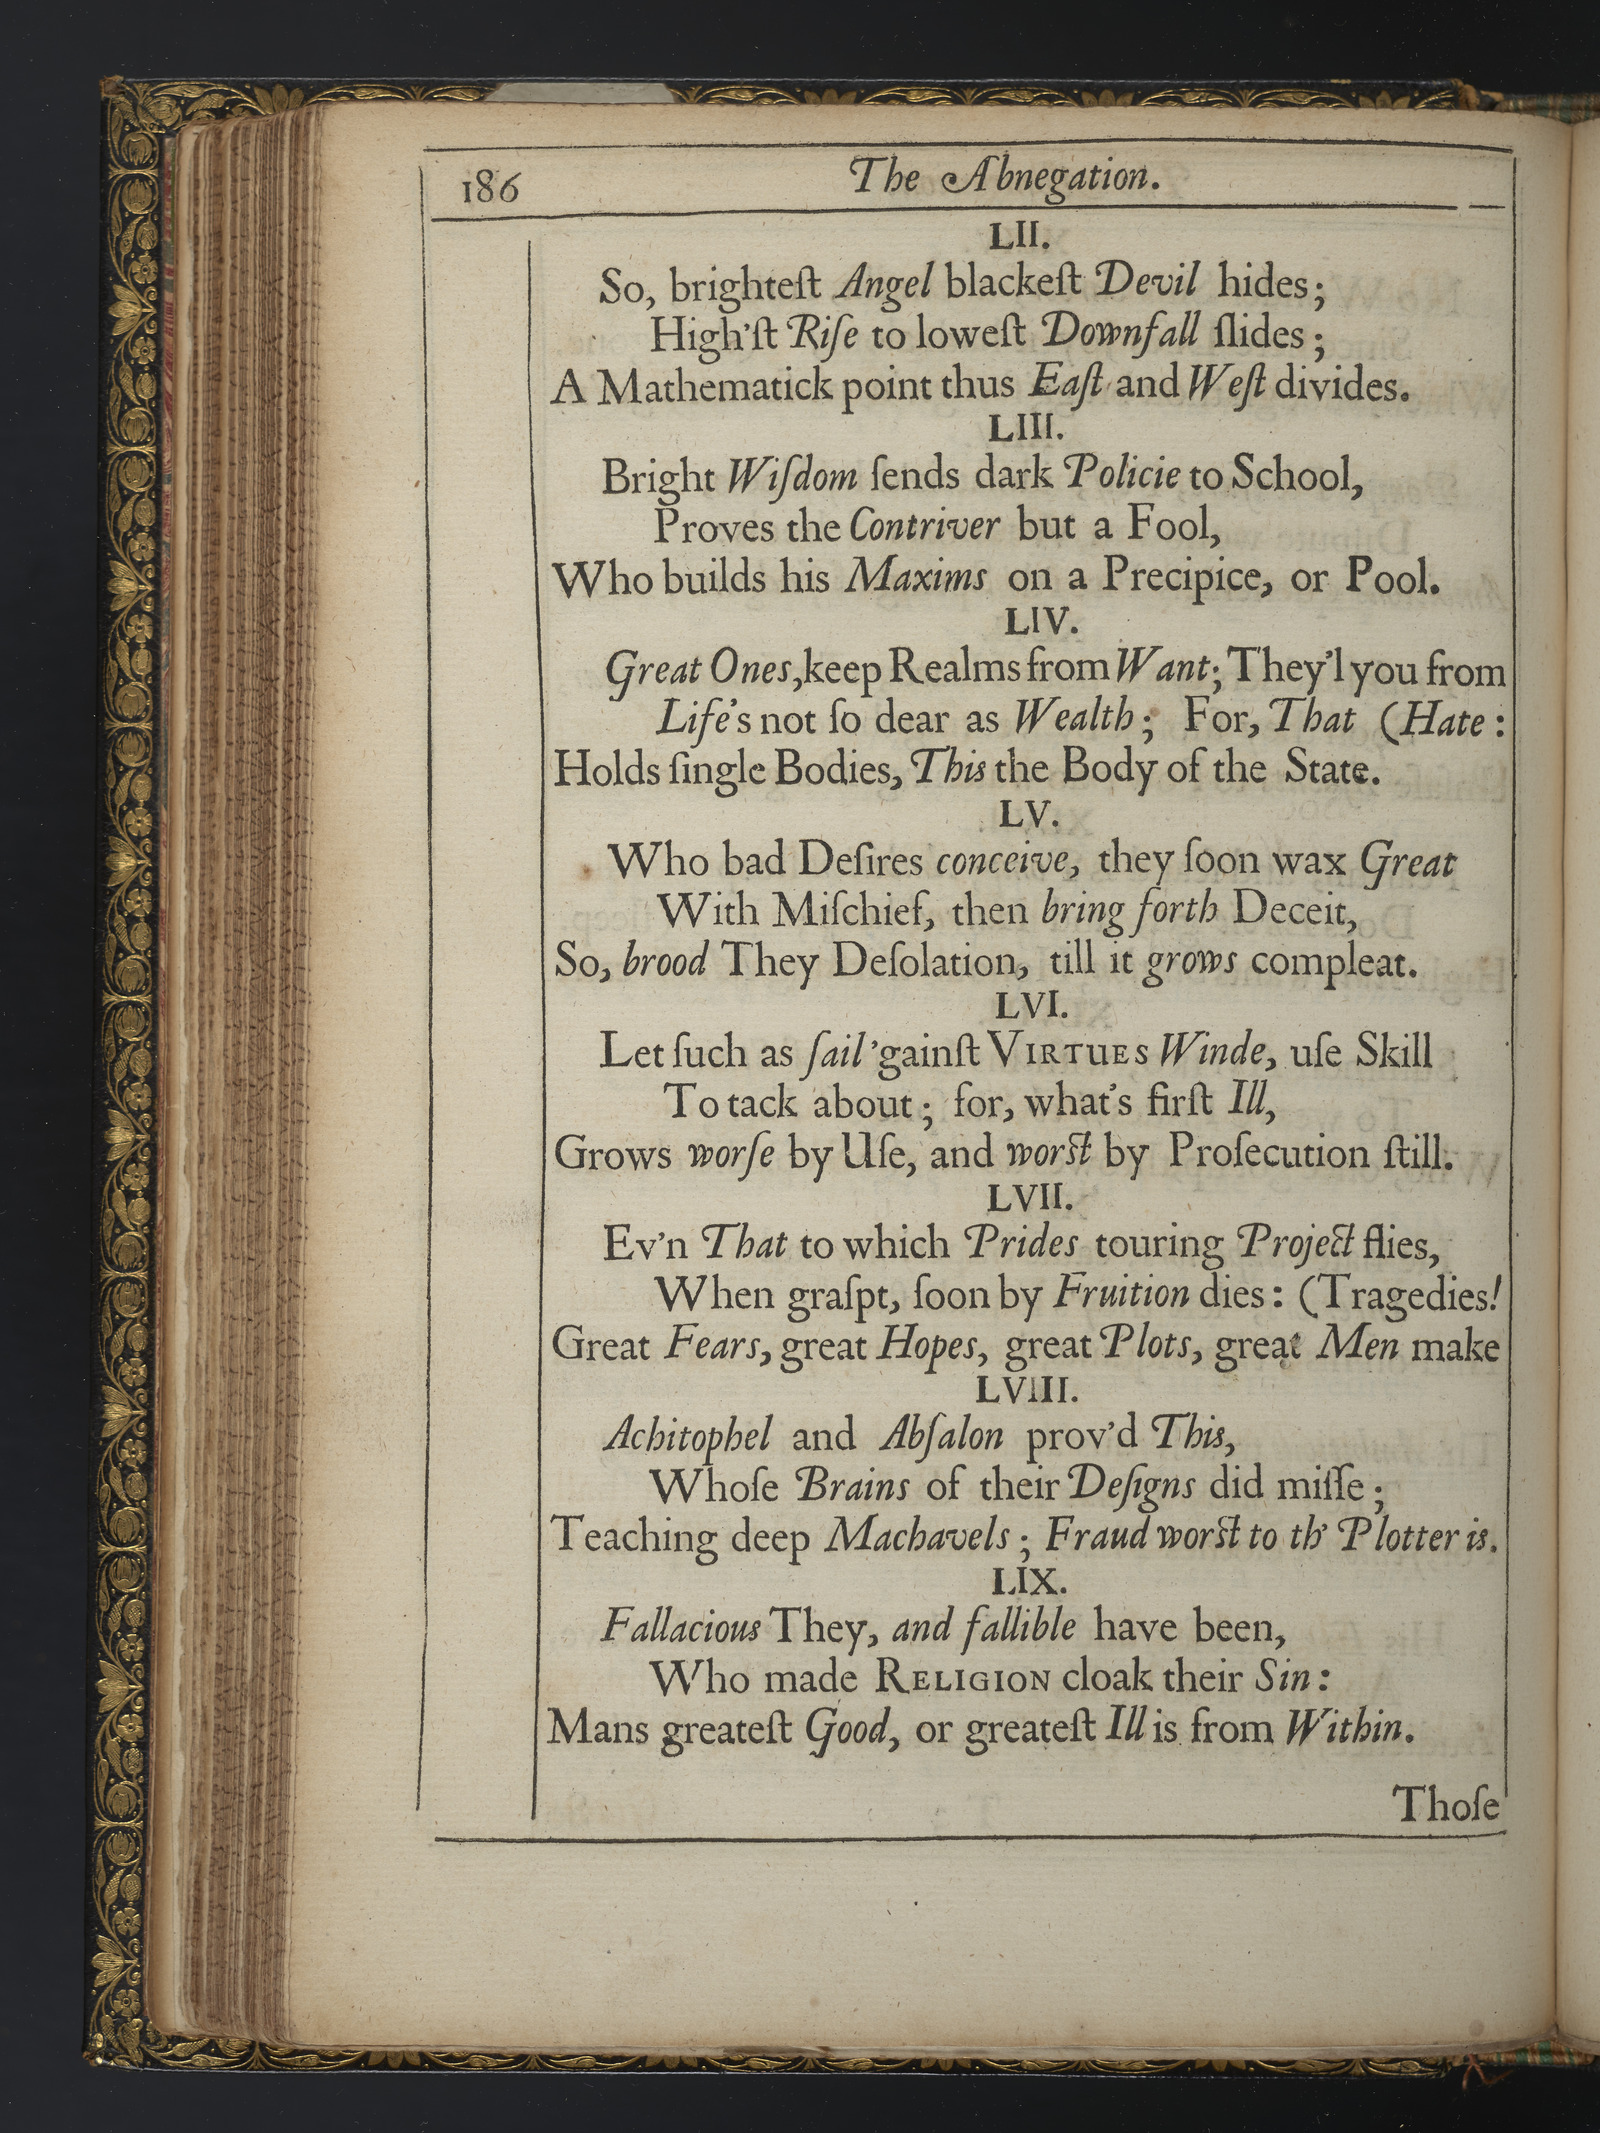 186 The Abnegation.
LII.
So, brighteſt Angel blackeſt Devil hides;
High'ſt Riſe to loweſt Downfall ſlides;
A Mathematick point thus Eaſt and Weſt divides.
LIII.
Bright Wiſdom ſends dark Policie to School,
Proves the Contriver but a Fool,
Who builds his Maxims on a Precipice, or Pool.
LIV.
Great Ones, keep Realms from Want; They'l you from
Life's not ſo dear as Wealth; For, That (Hate:
Holds ſingle Bodies, This the Body of the State.
LV.
Who bad Deſires conceive, they ſoon wax Great
With Miſchief, then bring forth Deceit,
So, brood They Deſolation, till it grows compleat.
LVI.
Let ſuch as ſail 'gainſt VIRTUES Winde, uſe Skill
To tack about; for, what's firſt Ill,
Grows worſe by Uſe, and worſt by Proſecution ſtill.
LVII.
Ev'n That to which Prides touring Project flies,
When graſpt, ſoon by Fruition dies: (Tragedies!
Great Fears, great Hopes, great Plots, great Men make
LVIII.
Achitophel and Abſalon prov'd This,
Whoſe Brains of their Deſigns did miſſe;
Teaching deep Machavels; Fraud worſt to th' Plotter is.
LIX.
Fallacious They, and fallible have been,
Who made RELIGION cloak their Sin:
Mans greateſt Good, or greateſt Ill is from Within.
Thoſe